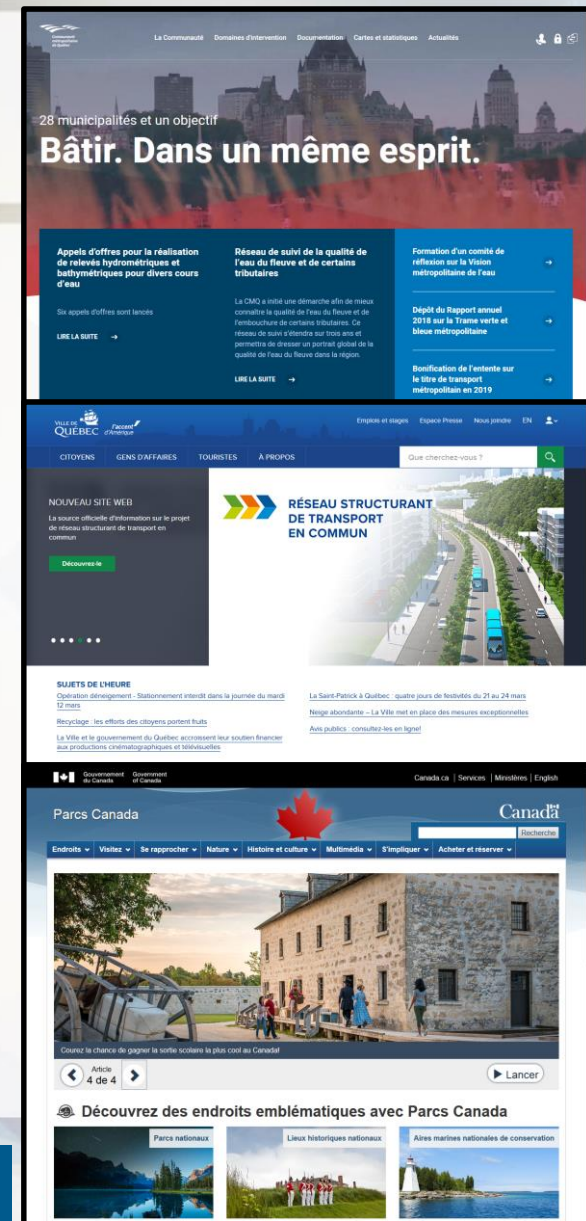 Communauté
métropolitaine
de Québec
La Communauté Domaines d'intervention Documentation Cartes et statistiques Actualités
28 municipalités et un objectif
Bâtir. Dans un même esprit.
Appels d'offres pour la réalisation
de relevés hydrométriques et
bathymétriques pour divers cours
d'eau
Six appels d'offres sont lancés
LIRE LA SUITE →
Réseau de suivi de la qualité de
l'eau du fleuve et de certains
tributaires
La CMQ a initié une démarche afin de mieux
connaître la qualité de l'eau du fleuve et de
l'embouchure de certains tributaires. Ce
réseau de suivi s'étendra sur trois ans et
permettra de dresser un portrait global de la
qualité de l'eau du fleuve dans la région.
LIRE LA SUITE →
Formation d'un comité de
réflexion sur la Vision
métropolitaine de l'eau
Dépôt du Rapport annuel
2018 sur la Trame verte et
bleue métropolitaine
Bonification de l'entente sur
le titre de transport
métropolitain en 2019
VILLE DE
QUÉBEC l'accent d'Amérique
Emplois et stages Espace Presse Nous joindre EN
CITOYENS GENS D'AFFAIRES TOURISTES À PROPOS
Que cherchez-vous ?
NOUVEAU SITE WEB
La source officielle d'information sur le projet
de réseau structurant de transport en
commun
Découvrez-le
RÉSEAU STRUCTURANT
DE TRANSPORT
EN COMMUN
SUJETS DE L'HEURE
Opération déneigement - Stationnement interdit dans la journée du mardi
12 mars
Recyclage : les efforts des citoyens portent fruits
La Ville et le gouvernement du Québec accroissent leur soutien financier
aux productions cinématographiques et télévisuelles
La Saint-Patrick à Québec : quatre jours de festivités du 21 au 24 mars
Neige abondante – La Ville met en place des mesures exceptionnelles
Avis publics : consultez-les en ligne!
Gouvernement du Canada Government of Canada
Canada.ca | Services | Ministères | English
Parcs Canada
Canada
Recherche
Endroits Visitez Se rapprocher Nature Histoire et culture Multimédia S'impliquer Acheter et réserver
Courez la chance de gagner la sortie scolaire la plus cool au Canada!
Article
4 de 4
Lancer
Découvrez des endroits emblématiques avec Parcs Canada
Parcs nationaux
Lieux historiques nationaux
Aires marines nationales de conservation